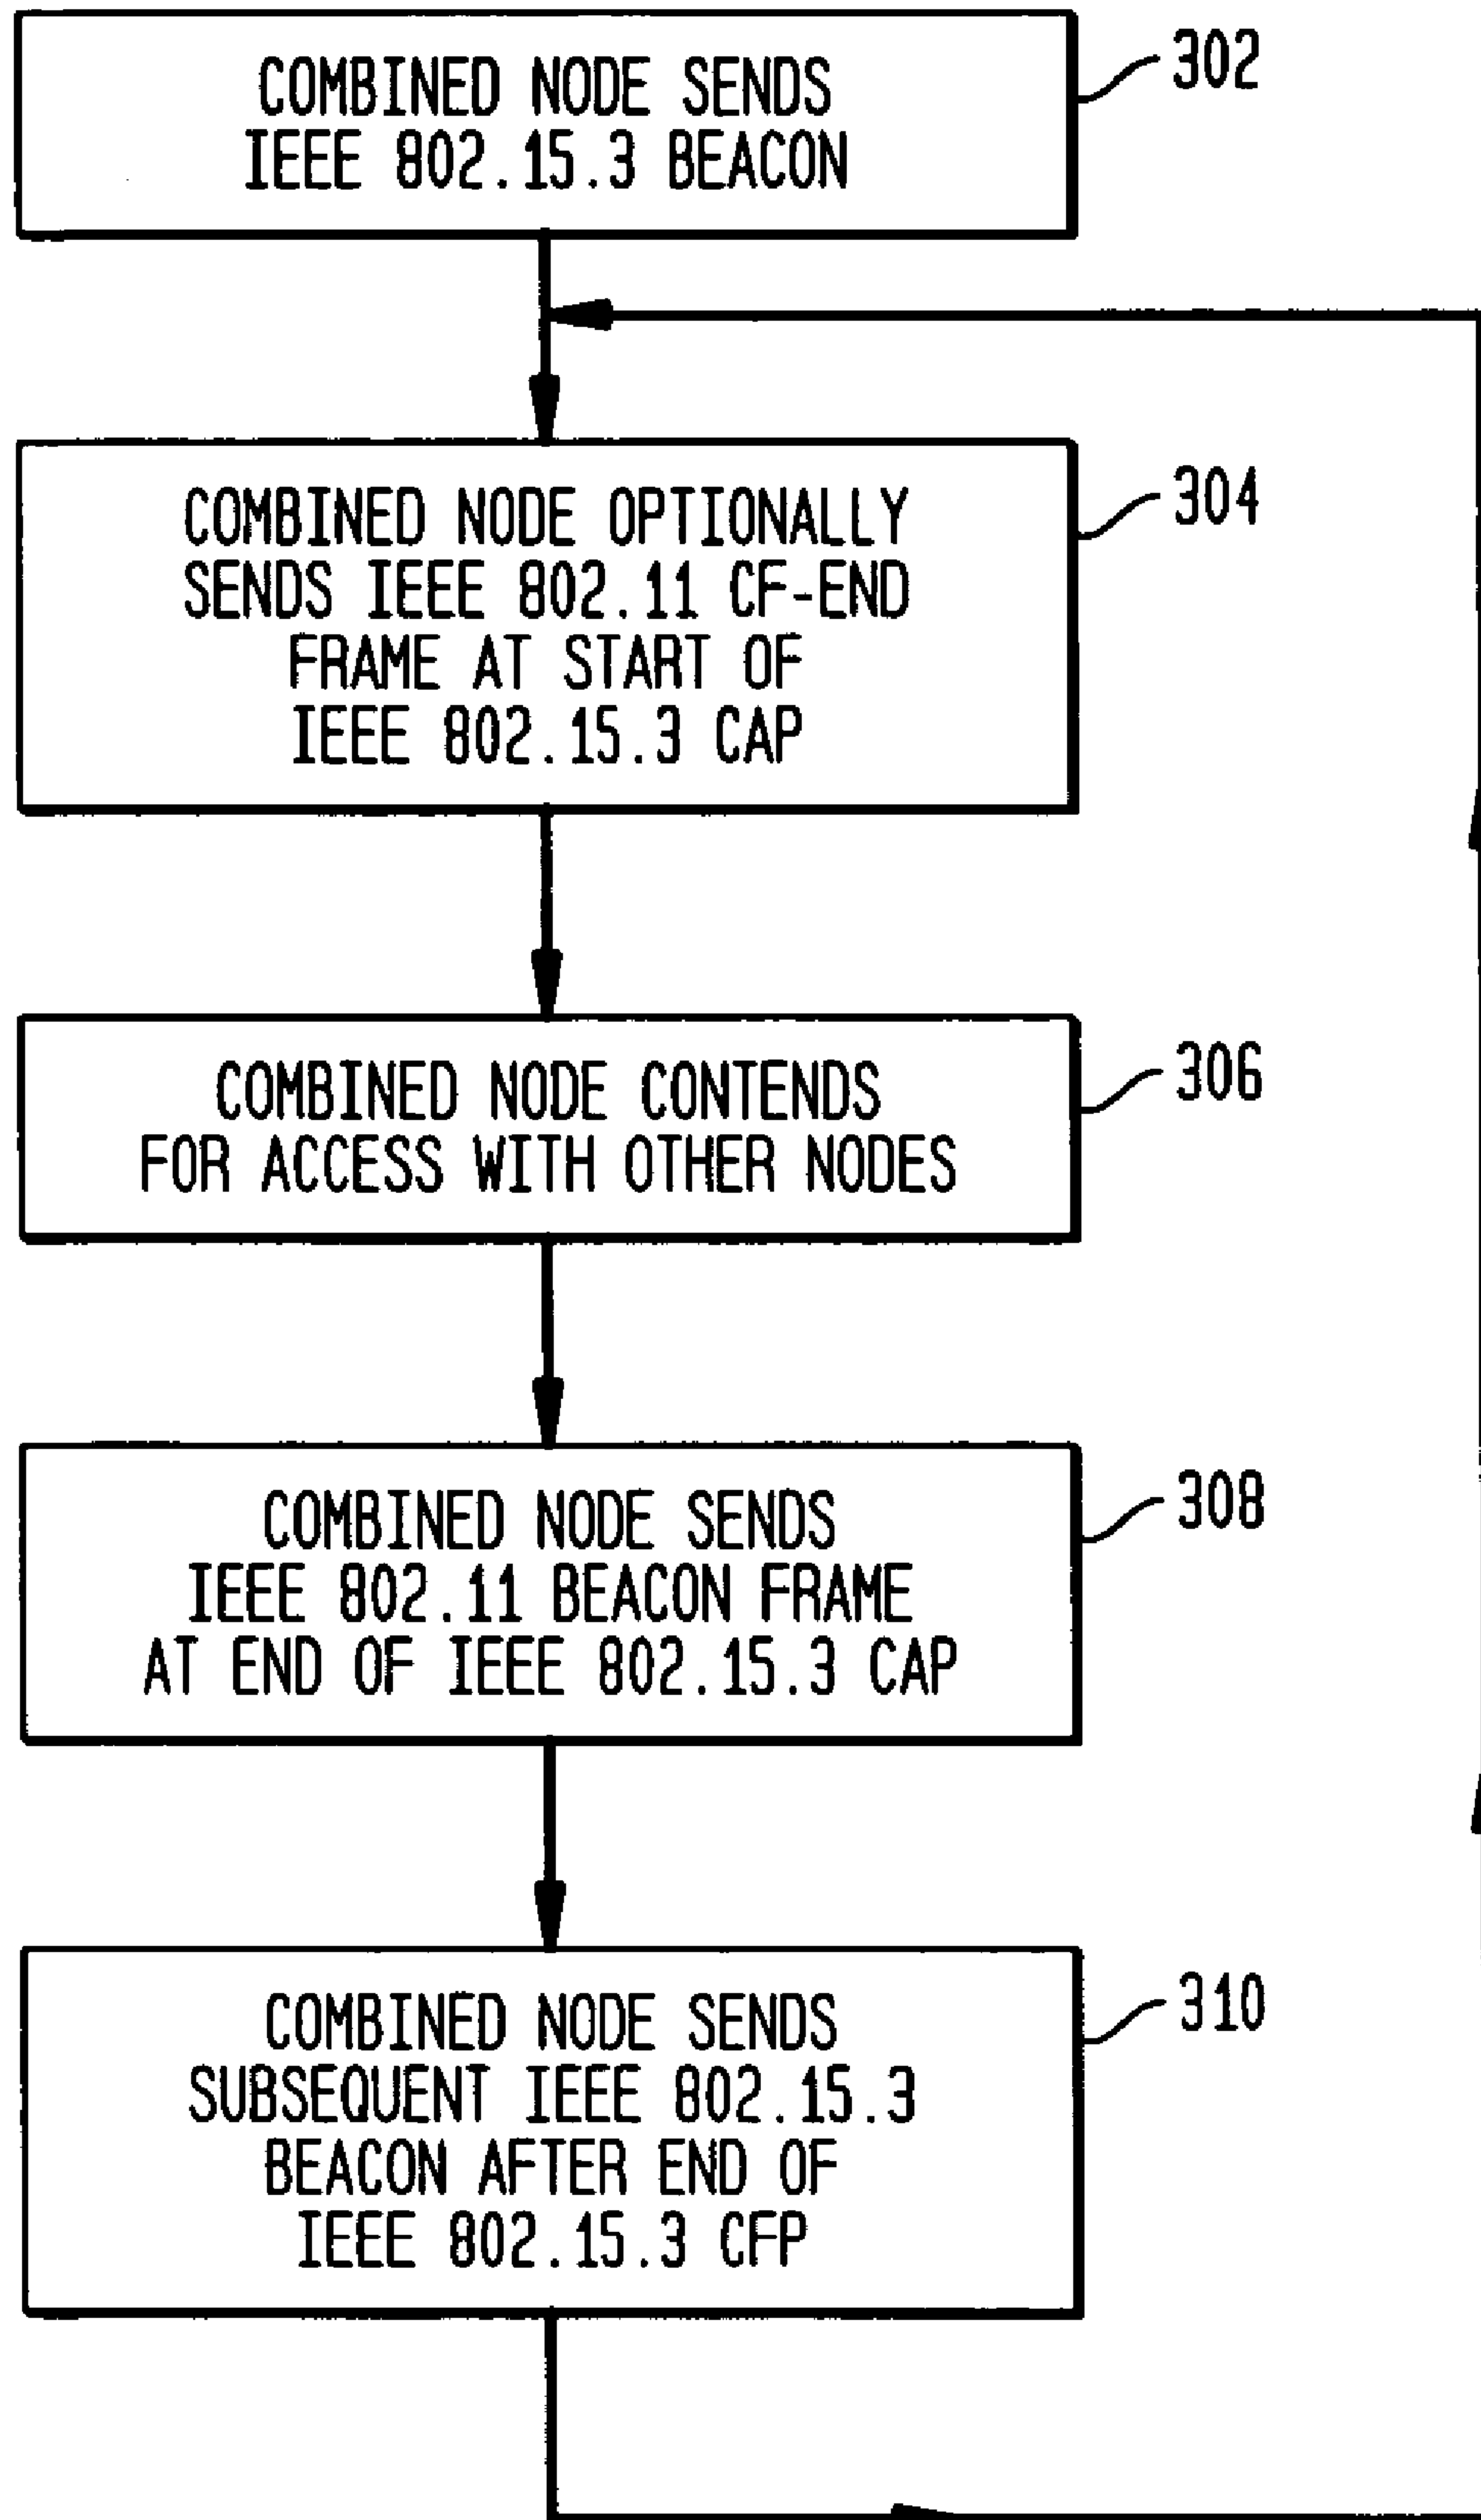 COMBINED NODE SENDS
IEEE 802.15.3 BEACON
302
COMBINED NODE OPTIONALLY
SENDS IEEE 802.11 CF-END
FRAME AT START OF
IEEE 802.15.3 CAP
304
COMBINED NODE CONTENDS
FOR ACCESS WITH OTHER NODES
306
COMBINED NODE SENDS
IEEE 802.11 BEACON FRAME
AT END OF IEEE 802.15.3 CAP
308
COMBINED NODE SENDS
SUBSEQUENT IEEE 802.15.3
BEACON AFTER END OF
IEEE 802.15.3 CFP
310